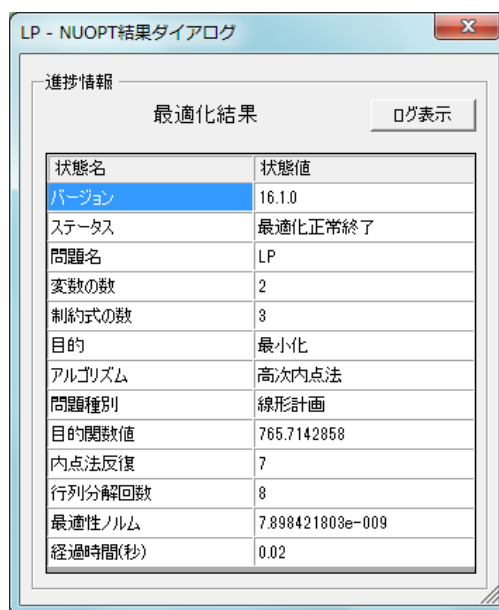 LP - NUOPT結果ダイアログ
進捗情報
最適化結果
ログ表示
状態名 状態値
バージョン 16.1.0
ステータス 最適化正常終了
問題名 LP
変数の数 2
制約式の数 3
目的 最小化
アルゴリズム 高次内点法
問題種別 線形計画
目的関数値 765.7142858
内点法反復 7
行列分解回数 8
最適性ノルム 7.898421803e-009
経過時間(秒) 0.02